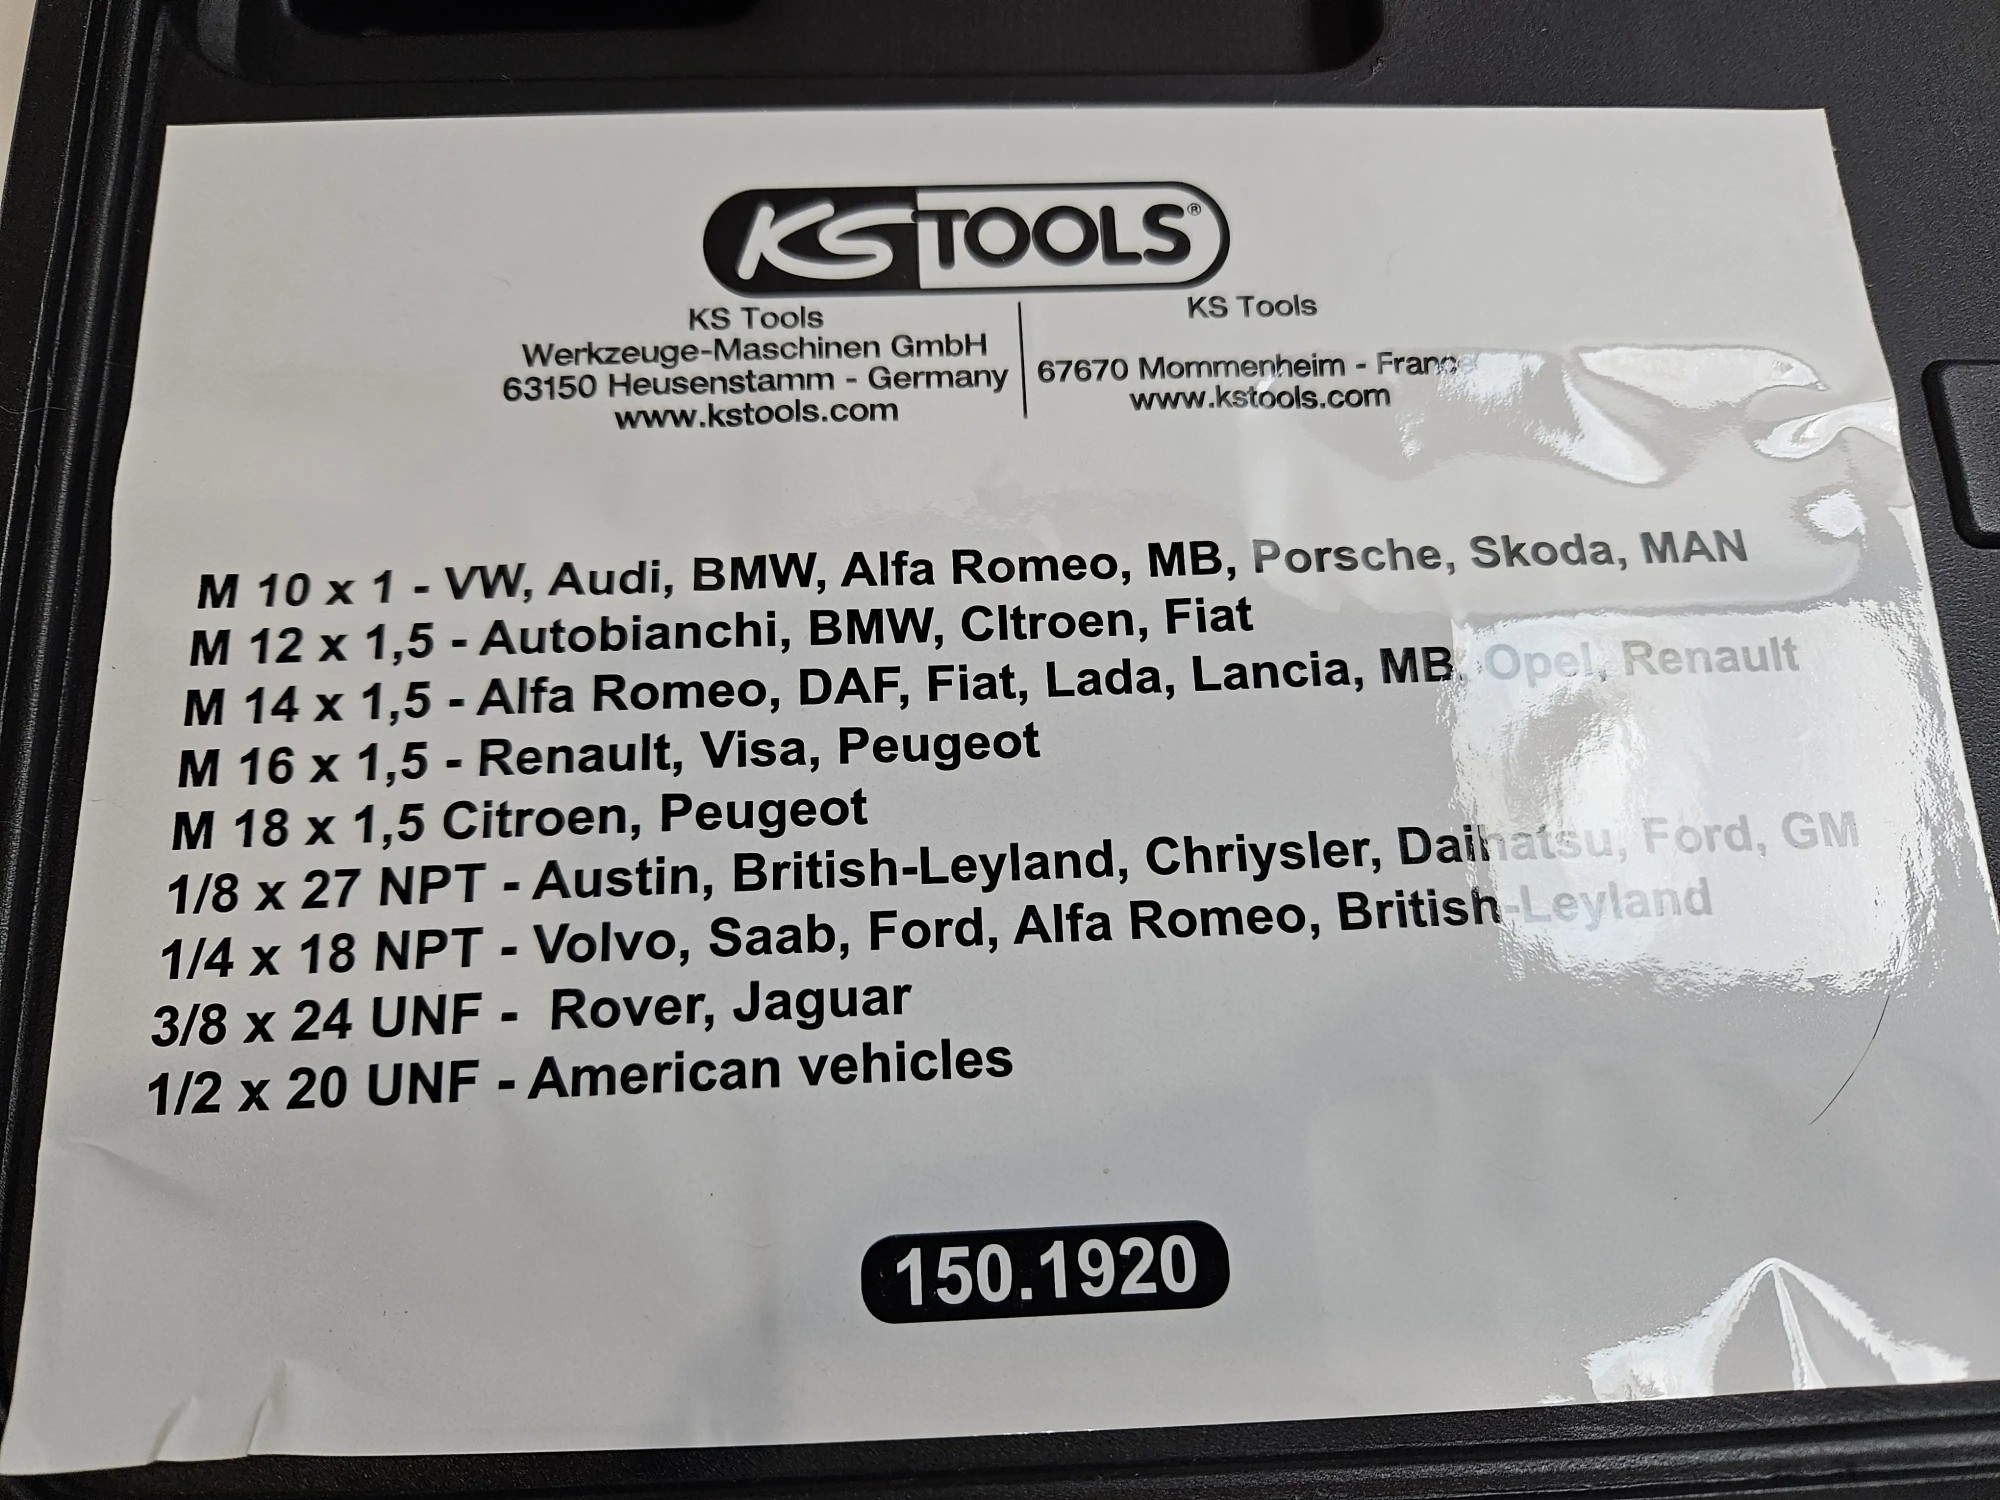 KS TOOLS®
KS Tools
Werkzeuge-Maschinen GmbH
63150 Heusenstamm - Germany
www.kstools.com
KS Tools
67670 Mommenheim - France
www.kstools.com
M 10 x 1 - VW, Audi, BMW, Alfa Romeo, MB, Porsche, Skoda, MAN
M 12 x 1,5 - Autobianchi, BMW, CItroen, Fiat
M 14 x 1,5 - Alfa Romeo, DAF, Fiat, Lada, Lancia, MB, Opel, Renault
M 16 x 1,5 - Renault, Visa, Peugeot
M 18 x 1,5 Citroen, Peugeot
1/8 x 27 NPT - Austin, British-Leyland, Chriysler, Daihatsu, Ford, GM
1/4 x 18 NPT - Volvo, Saab, Ford, Alfa Romeo, British-Leyland
3/8 x 24 UNF - Rover, Jaguar
1/2 x 20 UNF - American vehicles
150.1920